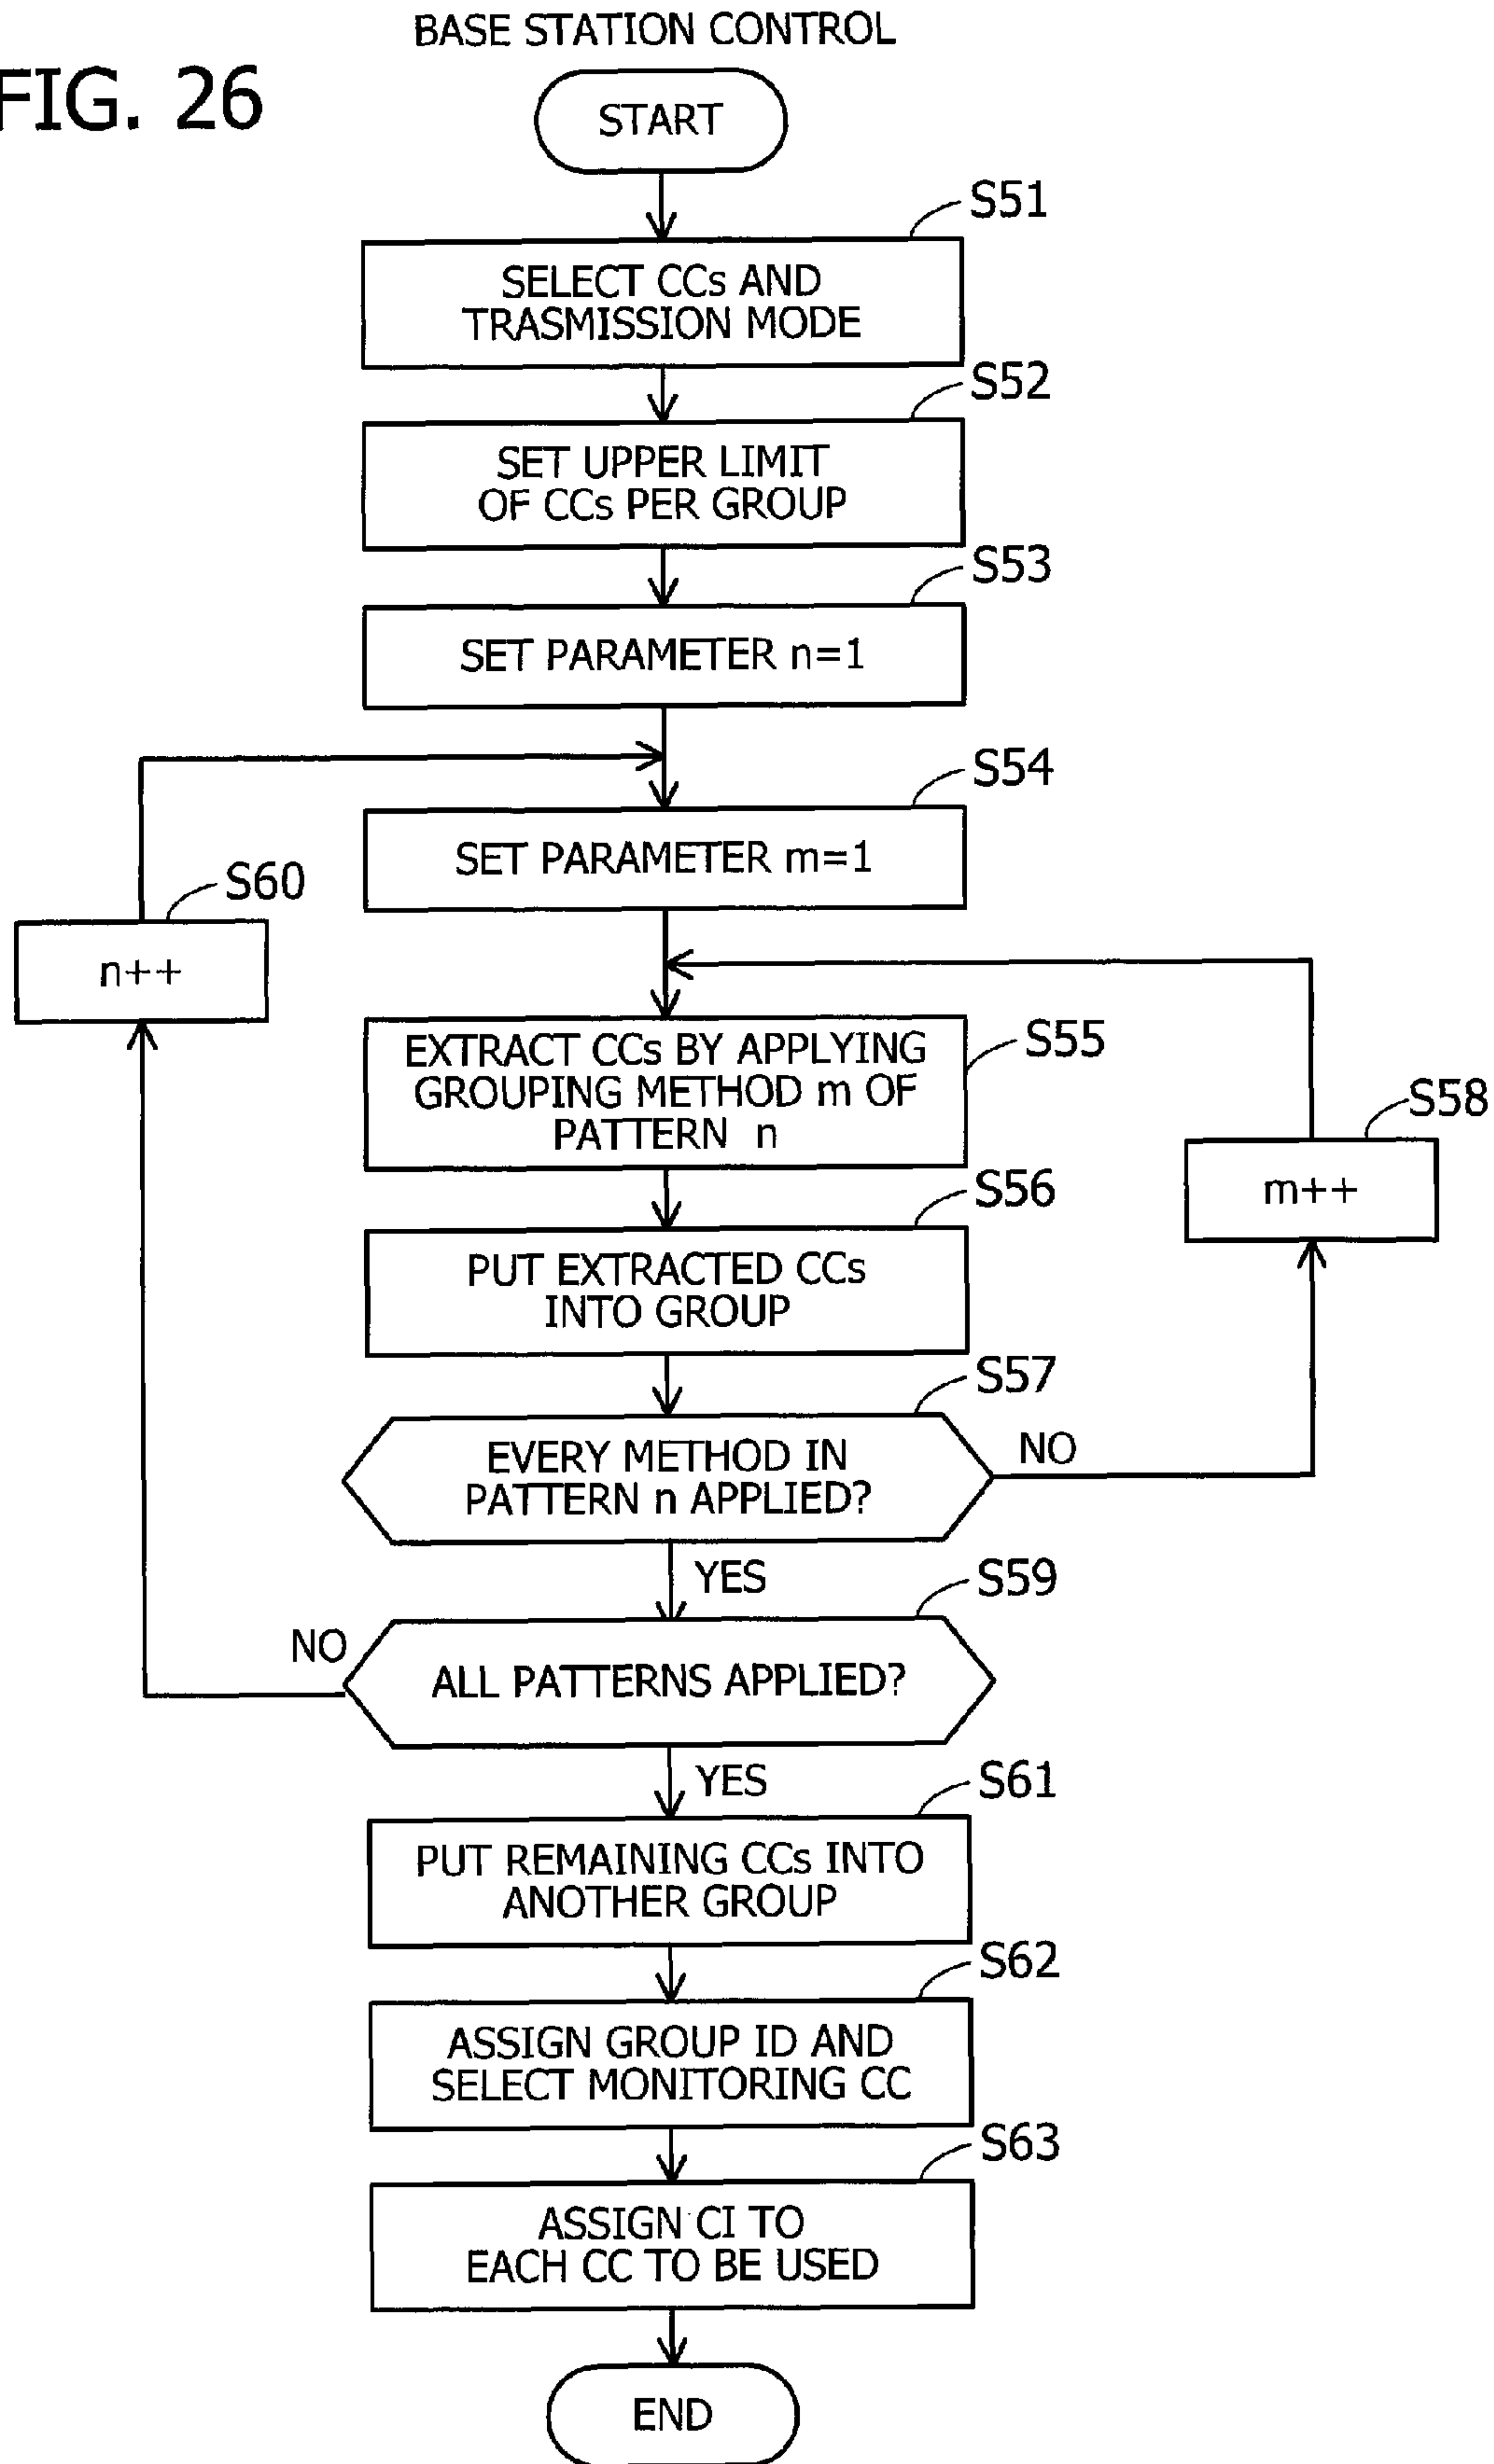 BASE STATION CONTROL
FIG. 26
START
S51
SELECT CCs AND
TRASMISSION MODE
S52
SET UPPER LIMIT
OF CCs PER GROUP
S53
SET PARAMETER n=1
S54
SET PARAMETER m=1
S60
n++
S55
EXTRACT CCs BY APPLYING
GROUPING METHOD m OF
PATTERN n
S58
m++
S56
PUT EXTRACTED CCs
INTO GROUP
S57
EVERY METHOD IN
PATTERN n APPLIED?
NO
YES
S59
NO
ALL PATTERNS APPLIED?
YES
S61
PUT REMAINING CCs INTO
ANOTHER GROUP
S62
ASSIGN GROUP ID AND
SELECT MONITORING CC
S63
ASSIGN CI TO
EACH CC TO BE USED
END